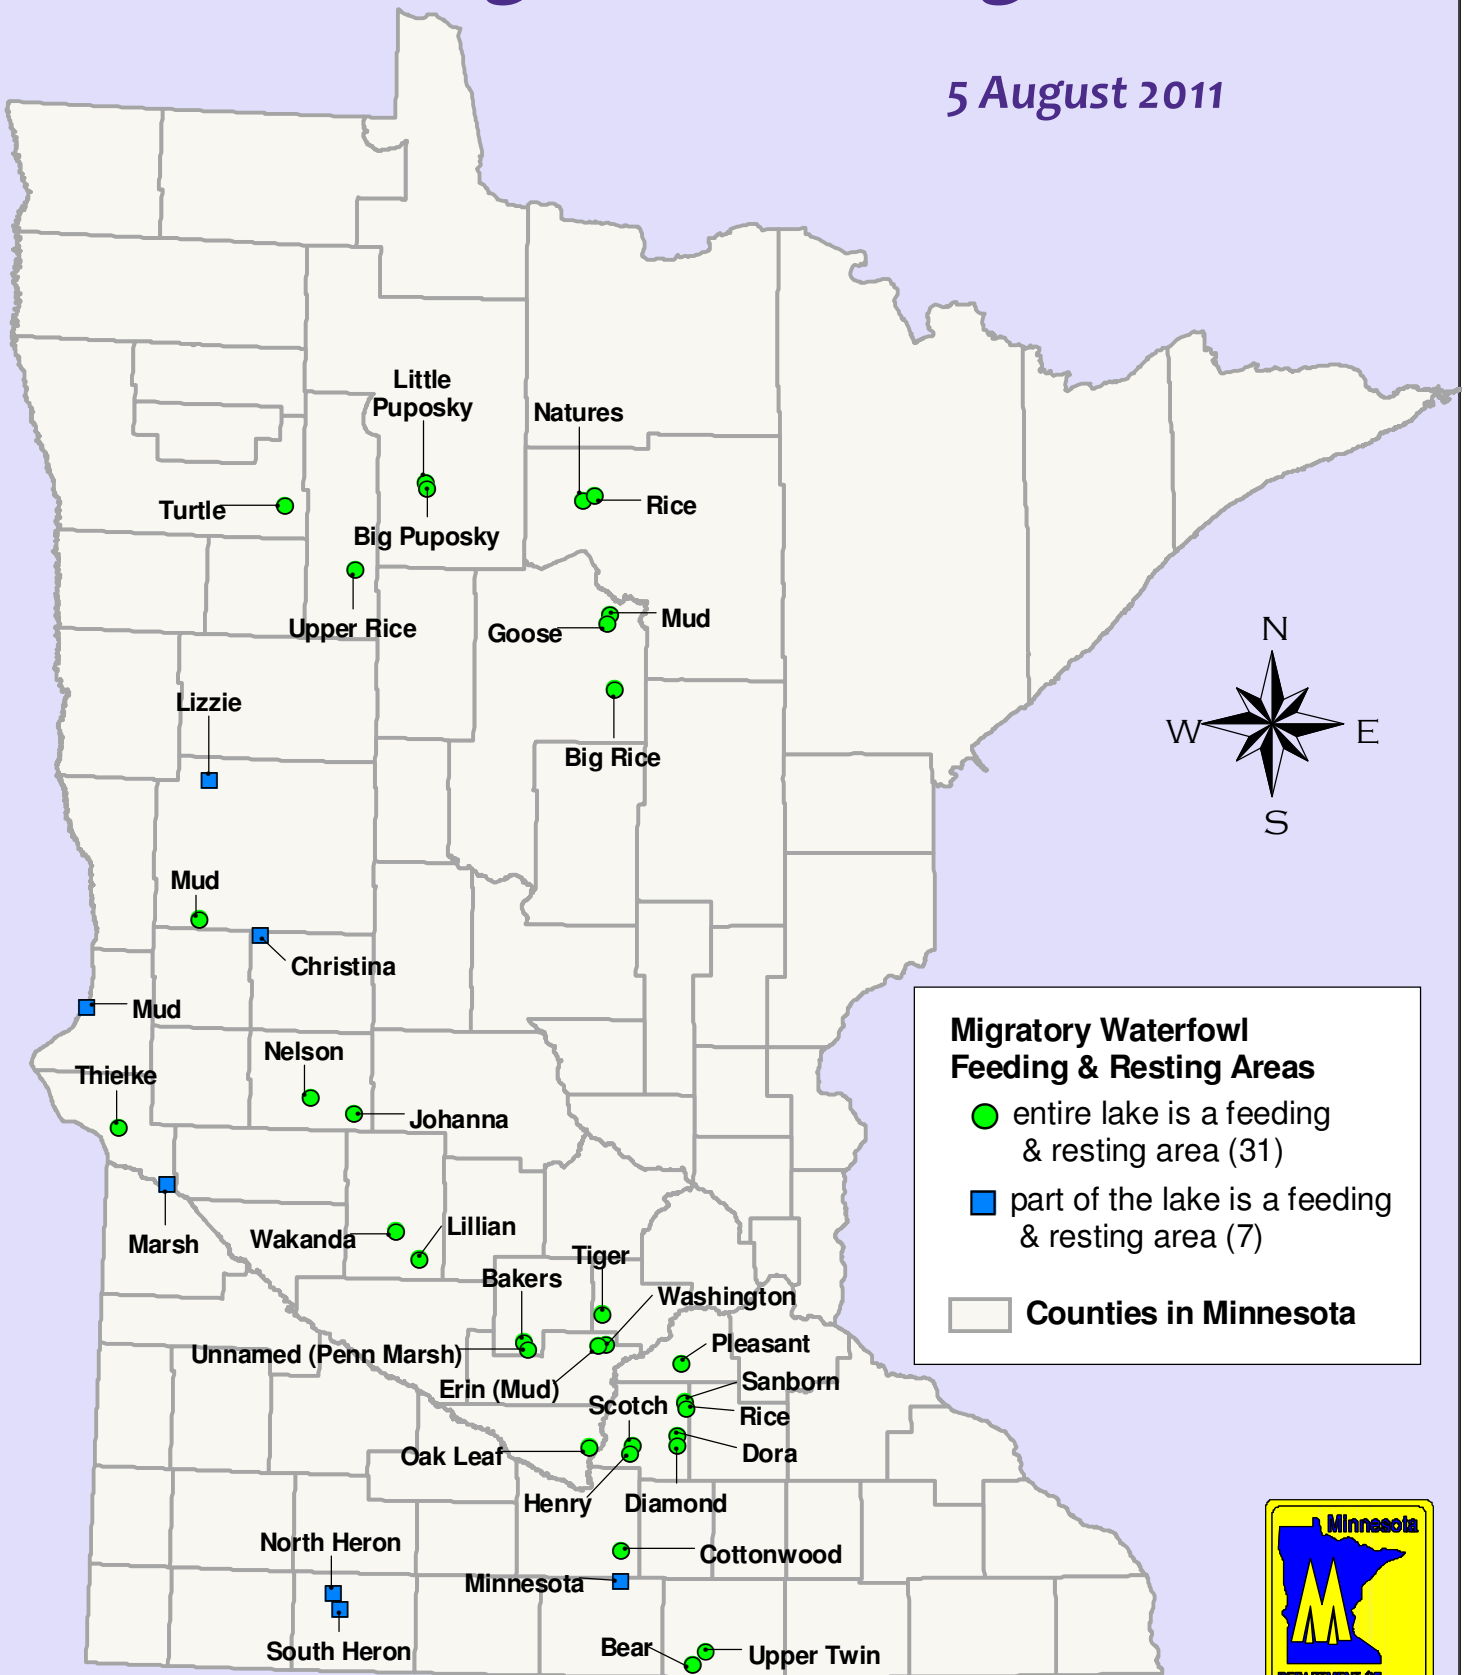 5 August 2011
Little
Puposky
Natures
Turtle
Rice
Big Puposky
Upper Rice
Goose
Mud
Lizzie
Big Rice
N
W
E
S
Mud
Christina
Mud
Nelson
Thielke
Johanna
Marsh
Wakanda
Lillian
Tiger
Bakers
Washington
Unnamed (Penn Marsh)
Pleasant
Erin (Mud)
Sanborn
Scotch
Rice
Oak Leaf
Dora
Henry
Diamond
North Heron
Cottonwood
Minnesota
South Heron
Bear
Upper Twin
Migratory Waterfowl
Feeding & Resting Areas
entire lake is a feeding
& resting area (31)
part of the lake is a feeding
& resting area (7)
Counties in Minnesota
Minnesota